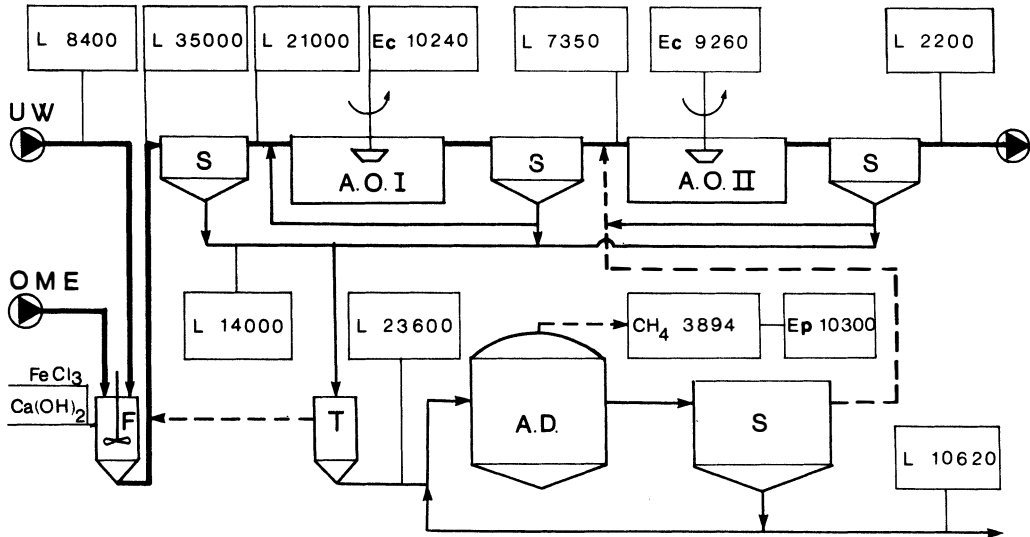 L 8400
L 35000
L 21000
Ec 10240
L 7350
Ec 9260
L 2200
UW
S
A.O.I
S
A.O.II
S
OME
L 14000
L 23600
CH₄ 3894
Ep 10300
FeCl₃
Ca(OH)₂
F
T
A.D.
S
L 10620